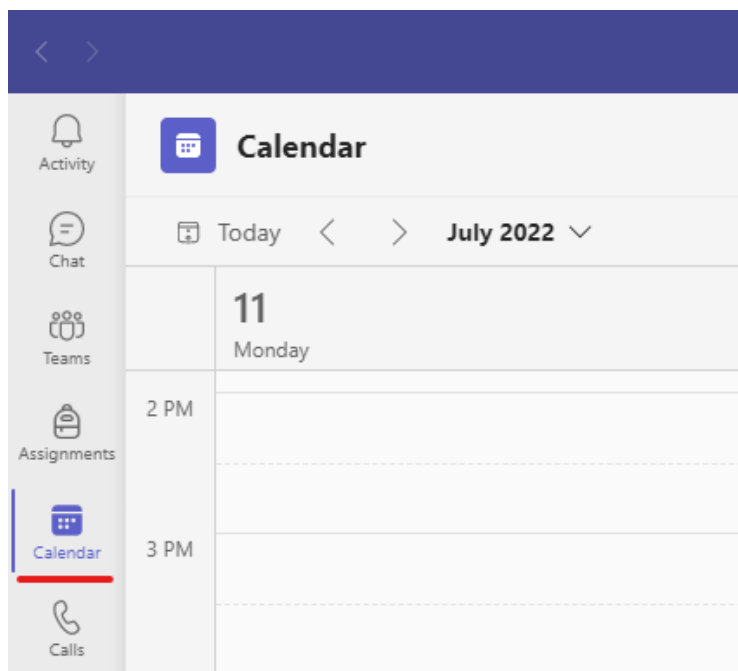 Activity
Chat
Teams
Assignments
Calendar
Calls
Calendar
Today July 2022
11
Monday
2 PM
3 PM